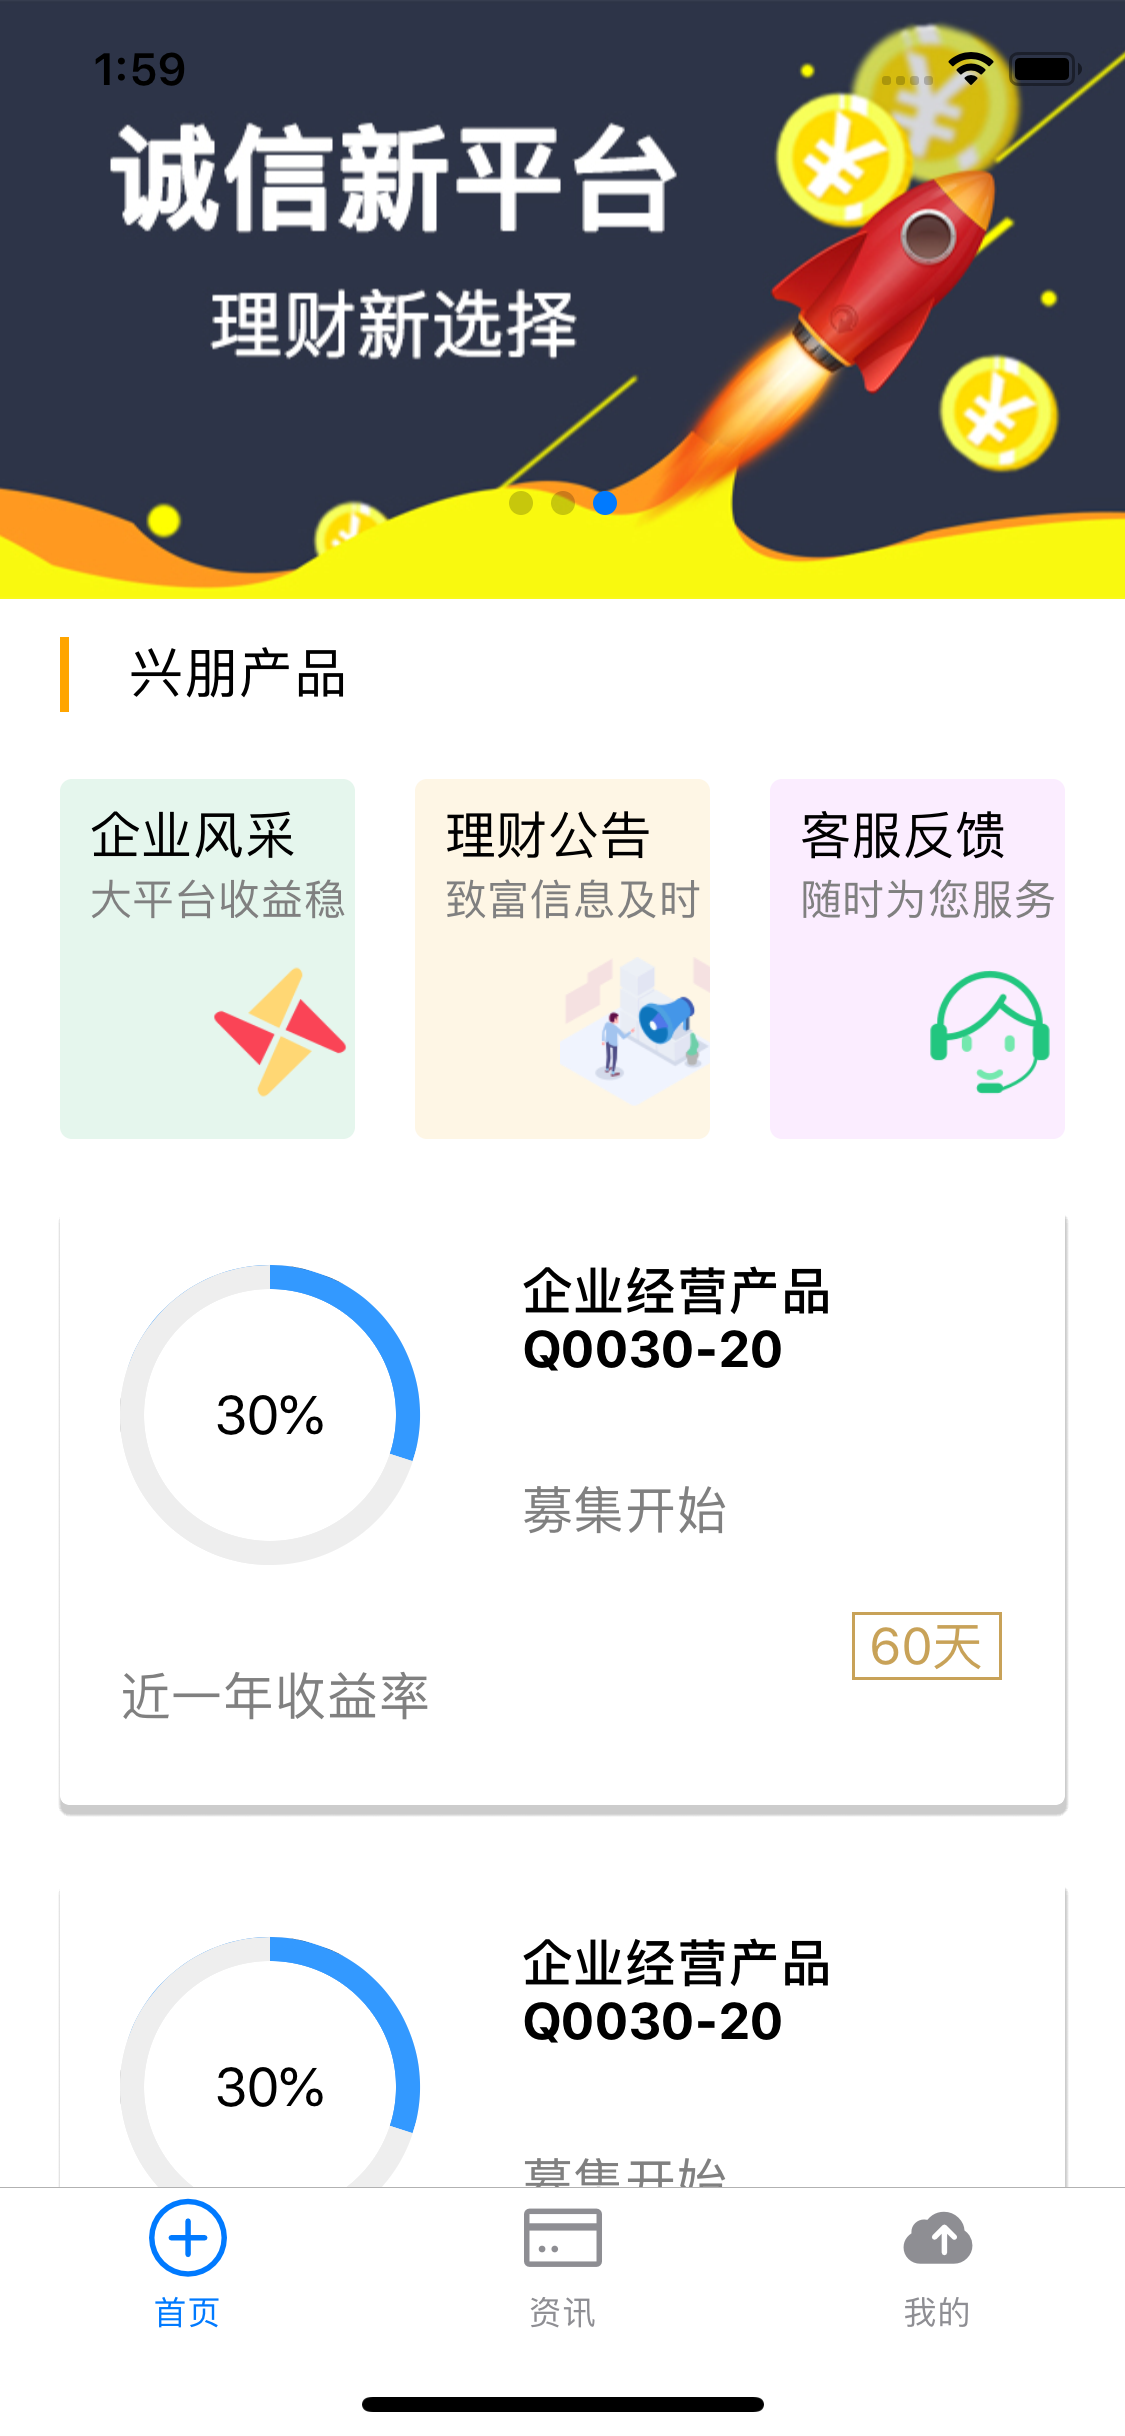 1:59
诚信新平台
理财新选择
兴朋产品
企业风采
大平台收益稳
理财公告
致富信息及时
客服反馈
随时为您服务
30%
企业经营产品
Q0030-20
募集开始
60天
近一年收益率
30%
企业经营产品
Q0030-20
募集开始
首页
资讯
我的